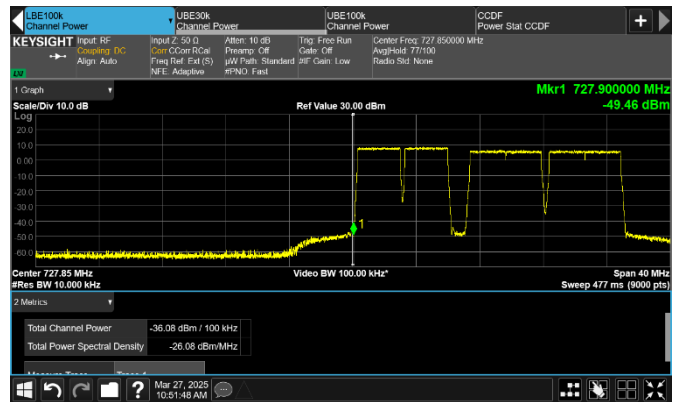 LBE100k
Channel Power
UBE30k
Channel Power
UBE100k
Channel Power
CCDF
Power Stat CCDF
KEYSIGHT
Input: RF
Coupling: DC
Align: Auto
Input Z: 50 Ω
Corr CCorr RCal
Freq Ref: Ext (S)
NFE: Adaptive
Atten: 10 dB
Preamp: Off
µW Path: Standard
#PNO: Fast
Trig: Free Run
Gate: Off
#IF Gain: Low
Center Freq: 727.850000 MHz
Avg|Hold: 77/100
Radio Std: None
LXI
1 Graph
Mkr1 727.900000 MHz
-49.46 dBm
Scale/Div 10.0 dB
Ref Value 30.00 dBm
Log
20.0
10.0
0.00
-10.0
-20.0
-30.0
-40.0
-50.0
-60.0
1
Center 727.85 MHz
Video BW 100.00 kHz*
Span 40 MHz
#Res BW 10.000 kHz
Sweep 477 ms (9000 pts)
2 Metrics
Total Channel Power -36.08 dBm / 100 kHz
Total Power Spectral Density -26.08 dBm/MHz
Measure Trace Trace 1
Mar 27, 2025
10:51:48 AM